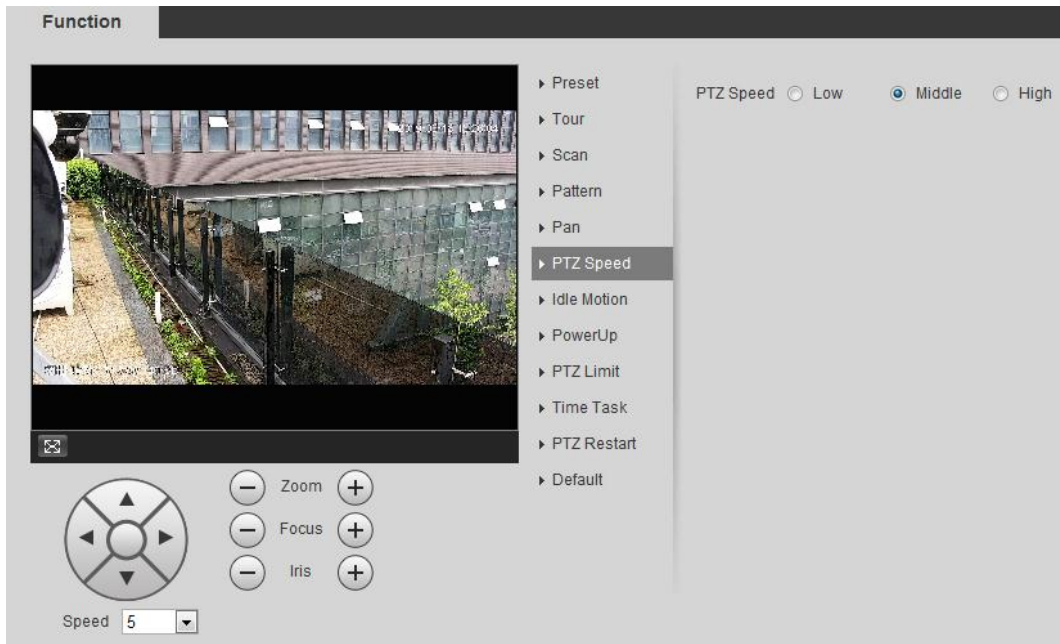 Function
Preset
Tour
Scan
Pattern
Pan
PTZ Speed
Idle Motion
PowerUp
PTZ Limit
Time Task
PTZ Restart
Default
PTZ Speed Low Middle High
Zoom
Focus
Iris
Speed 5